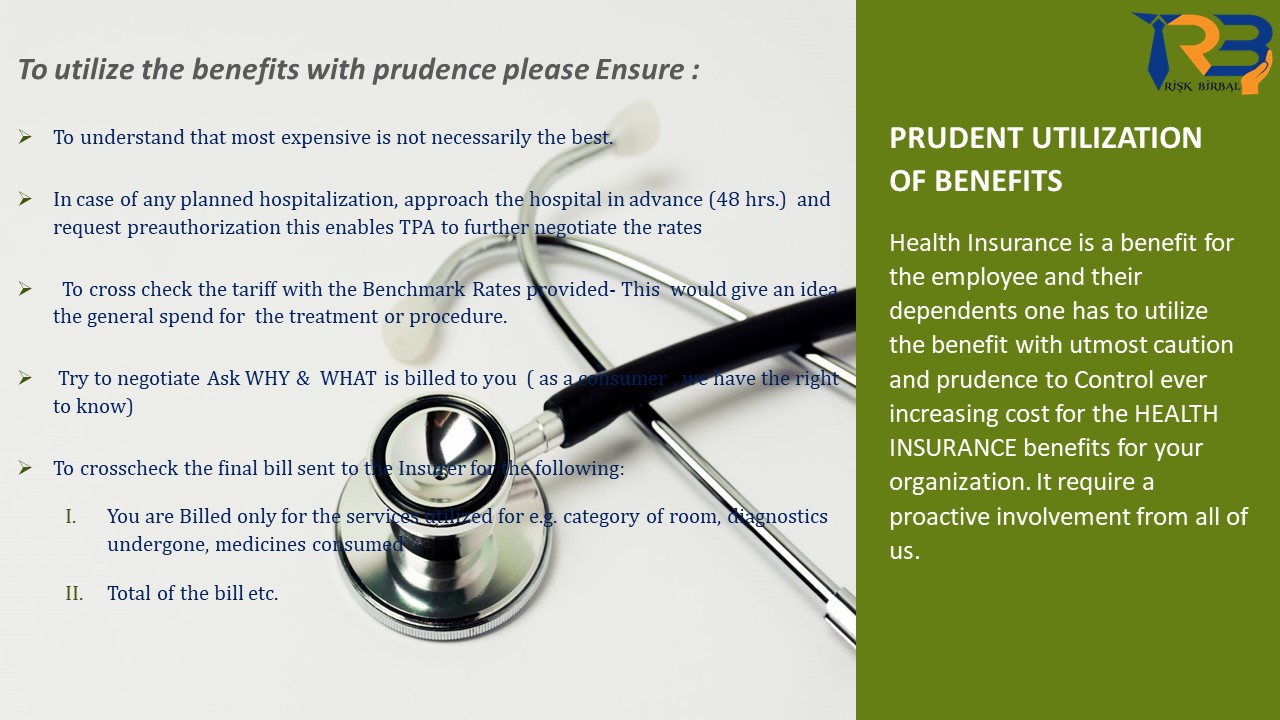 To utilize the benefits with prudence please Ensure :
To understand that most expensive is not necessarily the best.
In case of any planned hospitalization, approach the hospital in advance (48 hrs.) and
request preauthorization this enables TPA to further negotiate the rates
To cross check the tariff with the Benchmark Rates provided- This would give an idea
the general spend for the treatment or procedure.
Try to negotiate Ask WHY & WHAT is billed to you ( as a consumer , we have the right
to know)
To crosscheck the final bill sent to the Insurer for the following:
I. You are Billed only for the services utilized for e.g. category of room, diagnostics
undergone, medicines consumed
II. Total of the bill etc.
RB
RISK BIRBAL
PRUDENT UTILIZATION
OF BENEFITS
Health Insurance is a benefit for
the employee and their
dependents one has to utilize
the benefit with utmost caution
and prudence to Control ever
increasing cost for the HEALTH
INSURANCE benefits for your
organization. It require a
proactive involvement from all of
us.